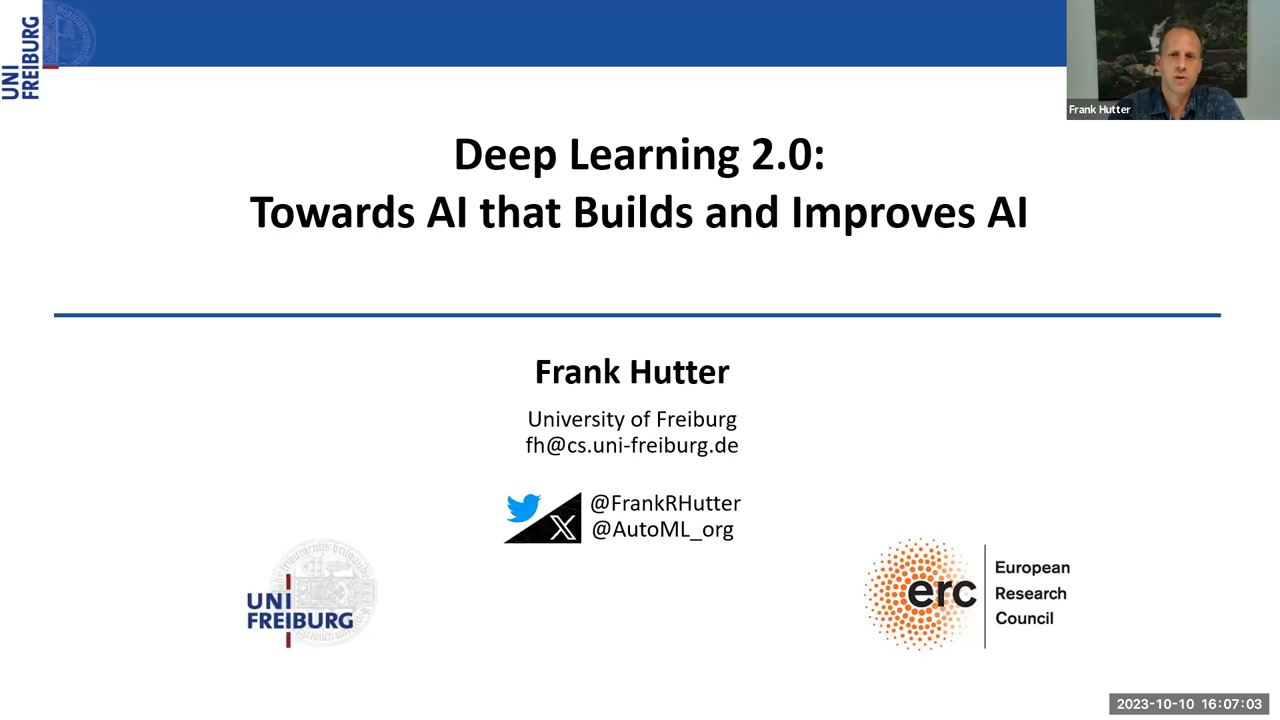 UNI
FREIBURG
Frank Hutter
Deep Learning 2.0:
Towards AI that Builds and Improves AI
Frank Hutter
University of Freiburg
fh@cs.uni-freiburg.de
@FrankRHutter
@AutoML_org
UNI
FREIBURG
erc
European
Research
Council
2023-10-10 16:07:03